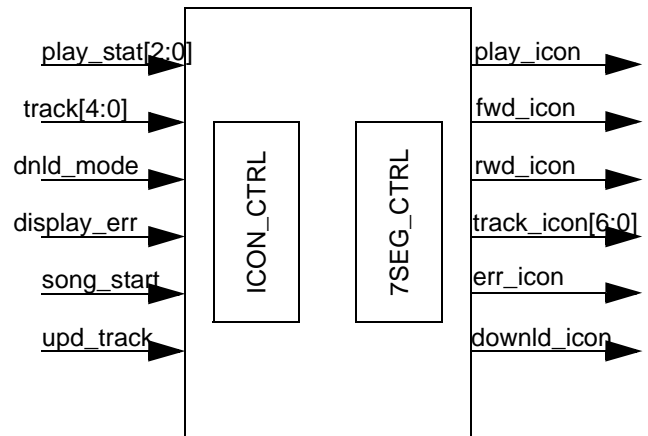 play_stat[2:0]
track[4:0]
dnld_mode
display_err
song_start
upd_track
ICON_CTRL
7SEG_CTRL
play_icon
fwd_icon
rwd_icon
track_icon[6:0]
err_icon
downld_icon